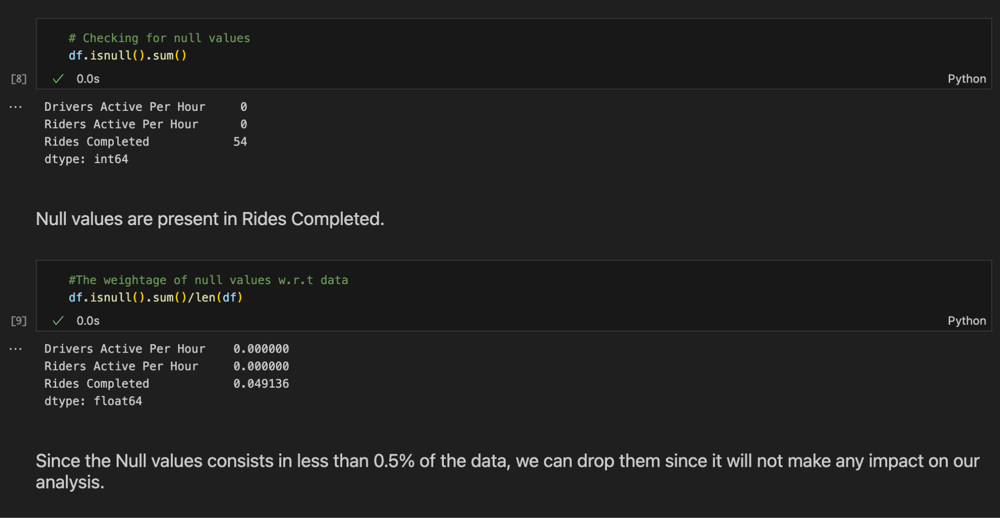 # Checking for null values
df.isnull().sum()
[8]
0.0s
Python
...
Drivers Active Per Hour 0
Riders Active Per Hour 0
Rides Completed 54
dtype: int64
Null values are present in Rides Completed.
#The weightage of null values w.r.t data
df.isnull().sum()/len(df)
[9]
0.0s
Python
...
Drivers Active Per Hour 0.000000
Riders Active Per Hour 0.000000
Rides Completed 0.049136
dtype: float64
Since the Null values consists in less than 0.5% of the data, we can drop them since it will not make any impact on our
analysis.